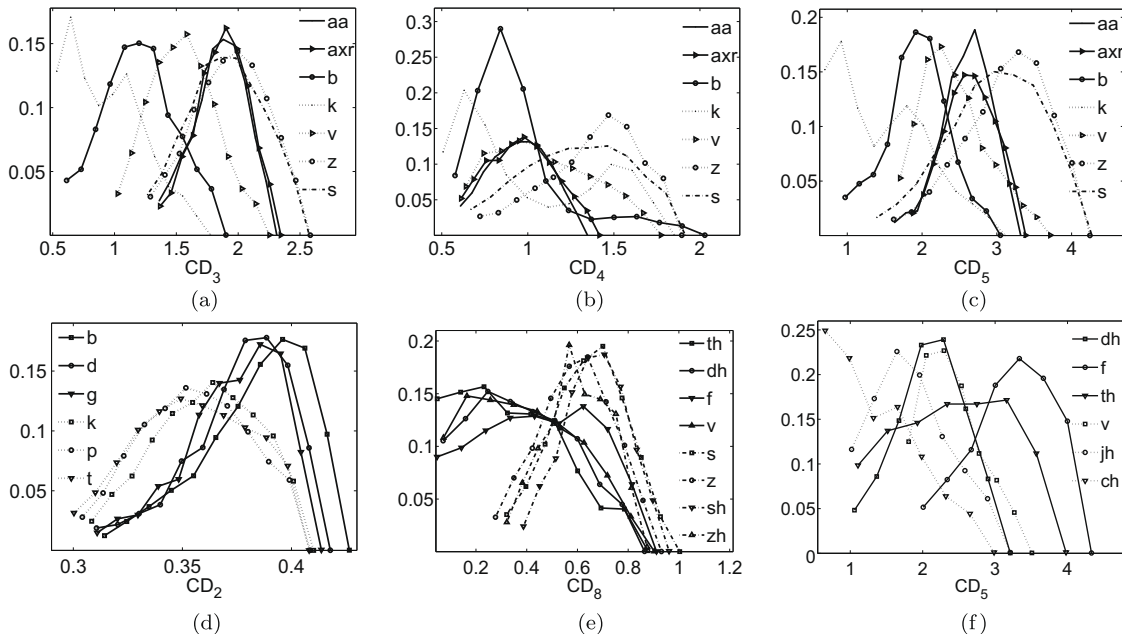 0.15
0.1
0.05
0.5 1 1.5 2 2.5
CD3
aa
axr
b
k
v
z
s
(a)
0.3
0.25
0.2
0.15
0.1
0.05
0.5 1 1.5 2
CD4
aa
axr
b
k
v
z
s
(b)
0.2
0.15
0.1
0.05
1 2 3 4
CD5
aa
axr
b
k
v
z
s
(c)
0.2
0.15
0.1
0.05
0.3 0.35 0.4
CD2
b
d
g
k
p
t
(d)
0.2
0.15
0.1
0.05
0.2 0.4 0.6 0.8 1 1.2
CD8
th
dh
f
v
s
z
sh
zh
(e)
0.25
0.2
0.15
0.1
0.05
0
1 2 3 4
CD5
dh
f
th
v
jh
ch
(f)